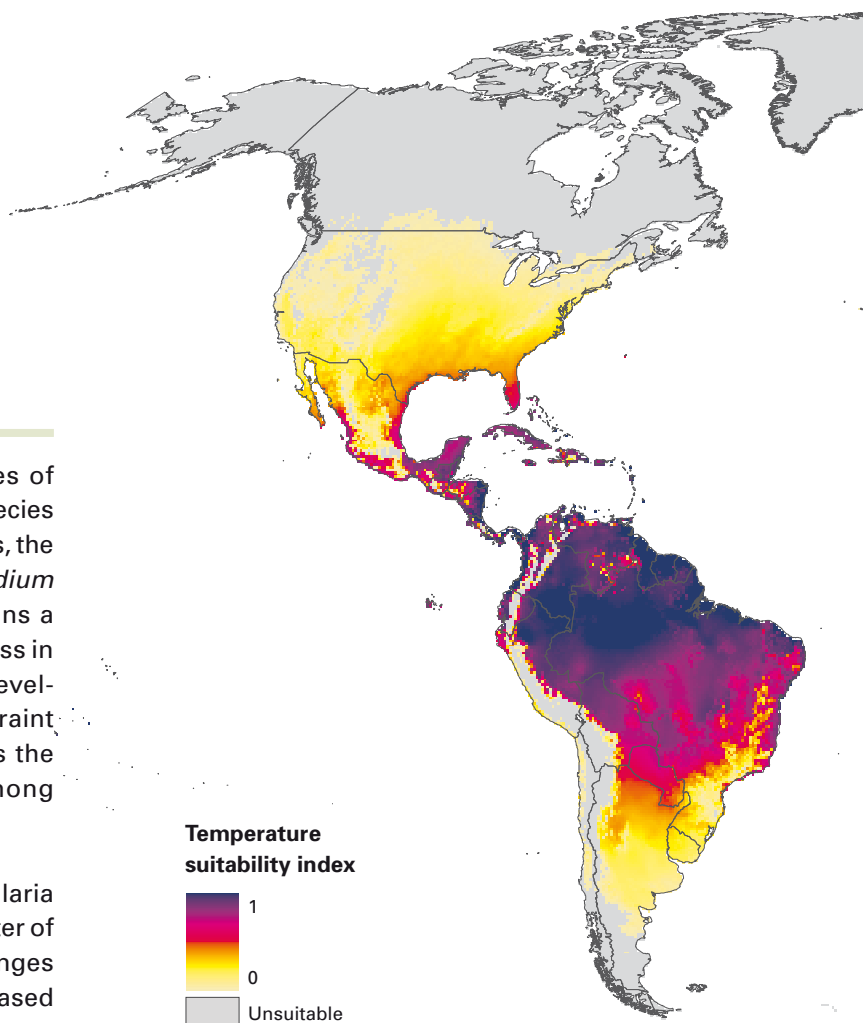 es of
ecies
s, the
dium
ns a
ss in
evel-
raint
s the
mong
laria
ter of
nges
ased
Temperature
suitability index
1
0
Unsuitable